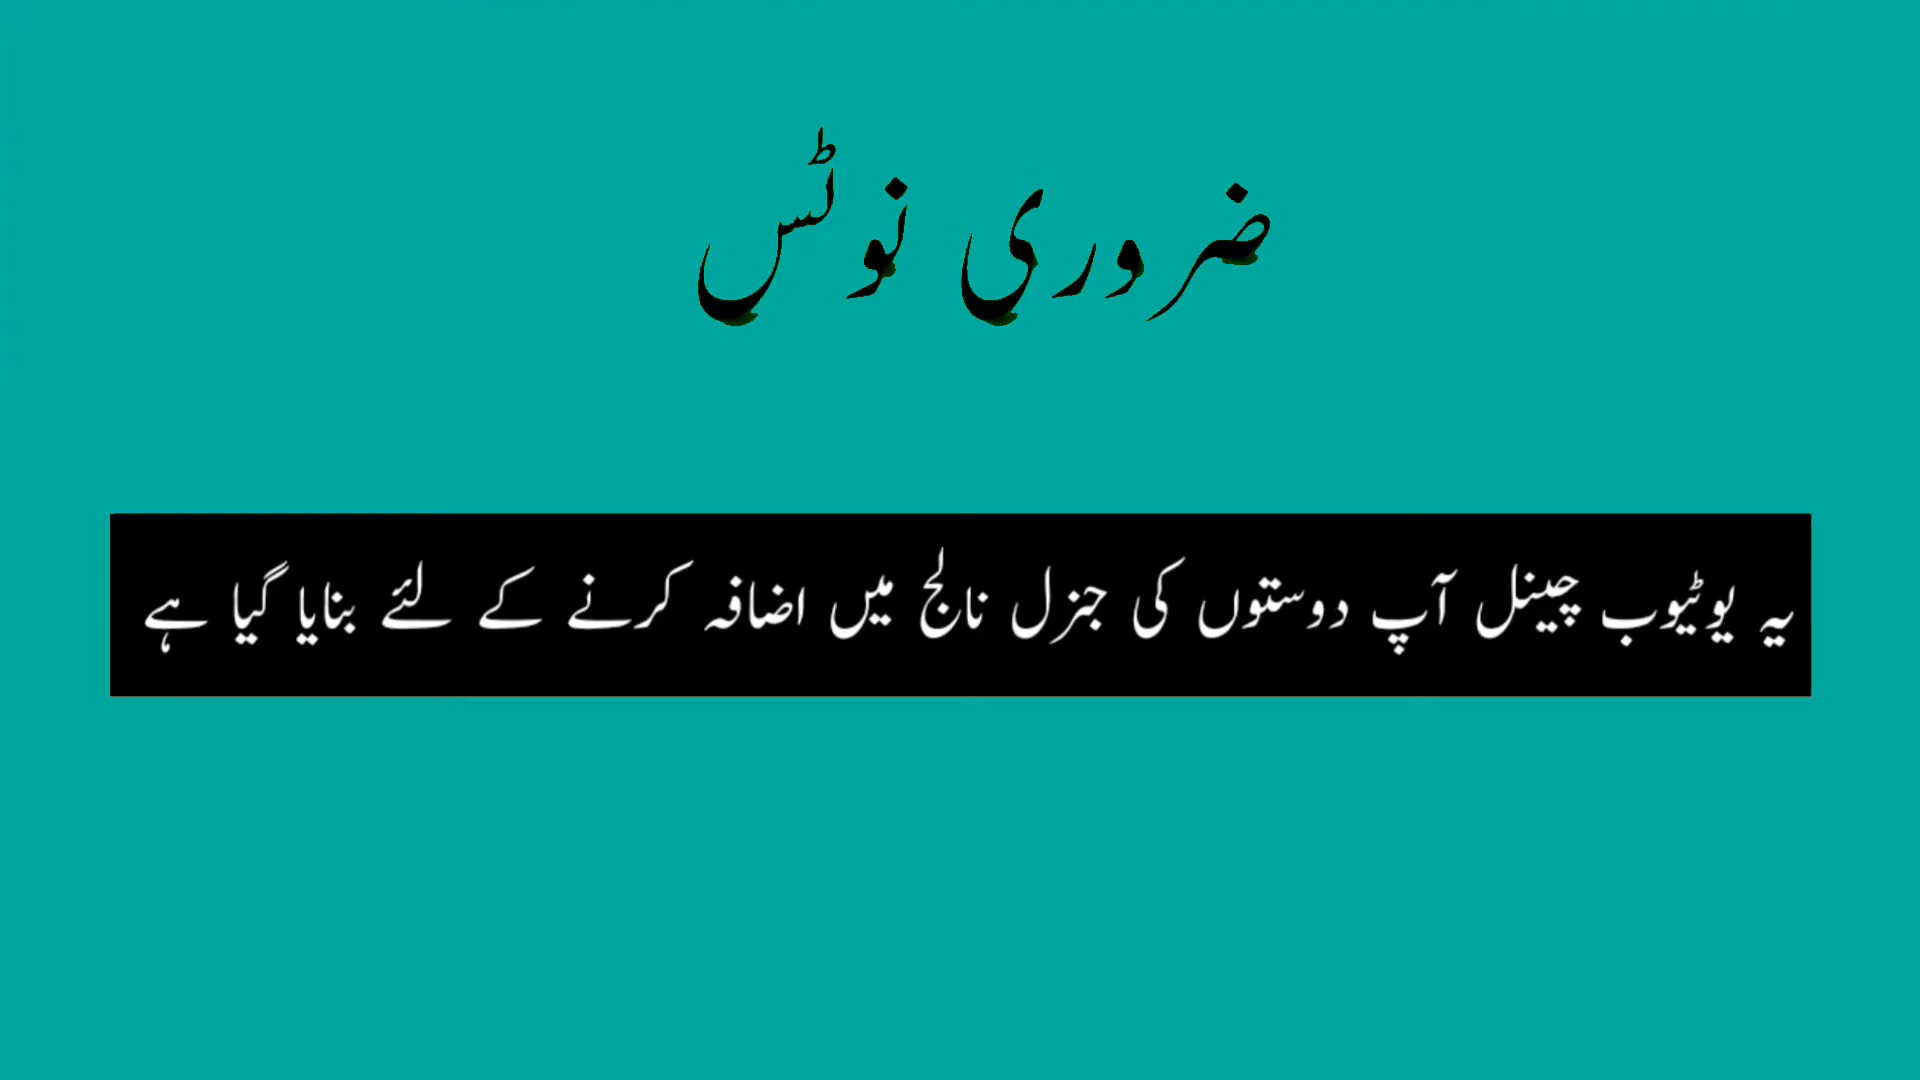 ضروری نوٹس
یہ یوٹیوب چینل آپ دوستوں کی جنرل نالج میں اضافہ کرنے کے لئے بنایا گیا ہے